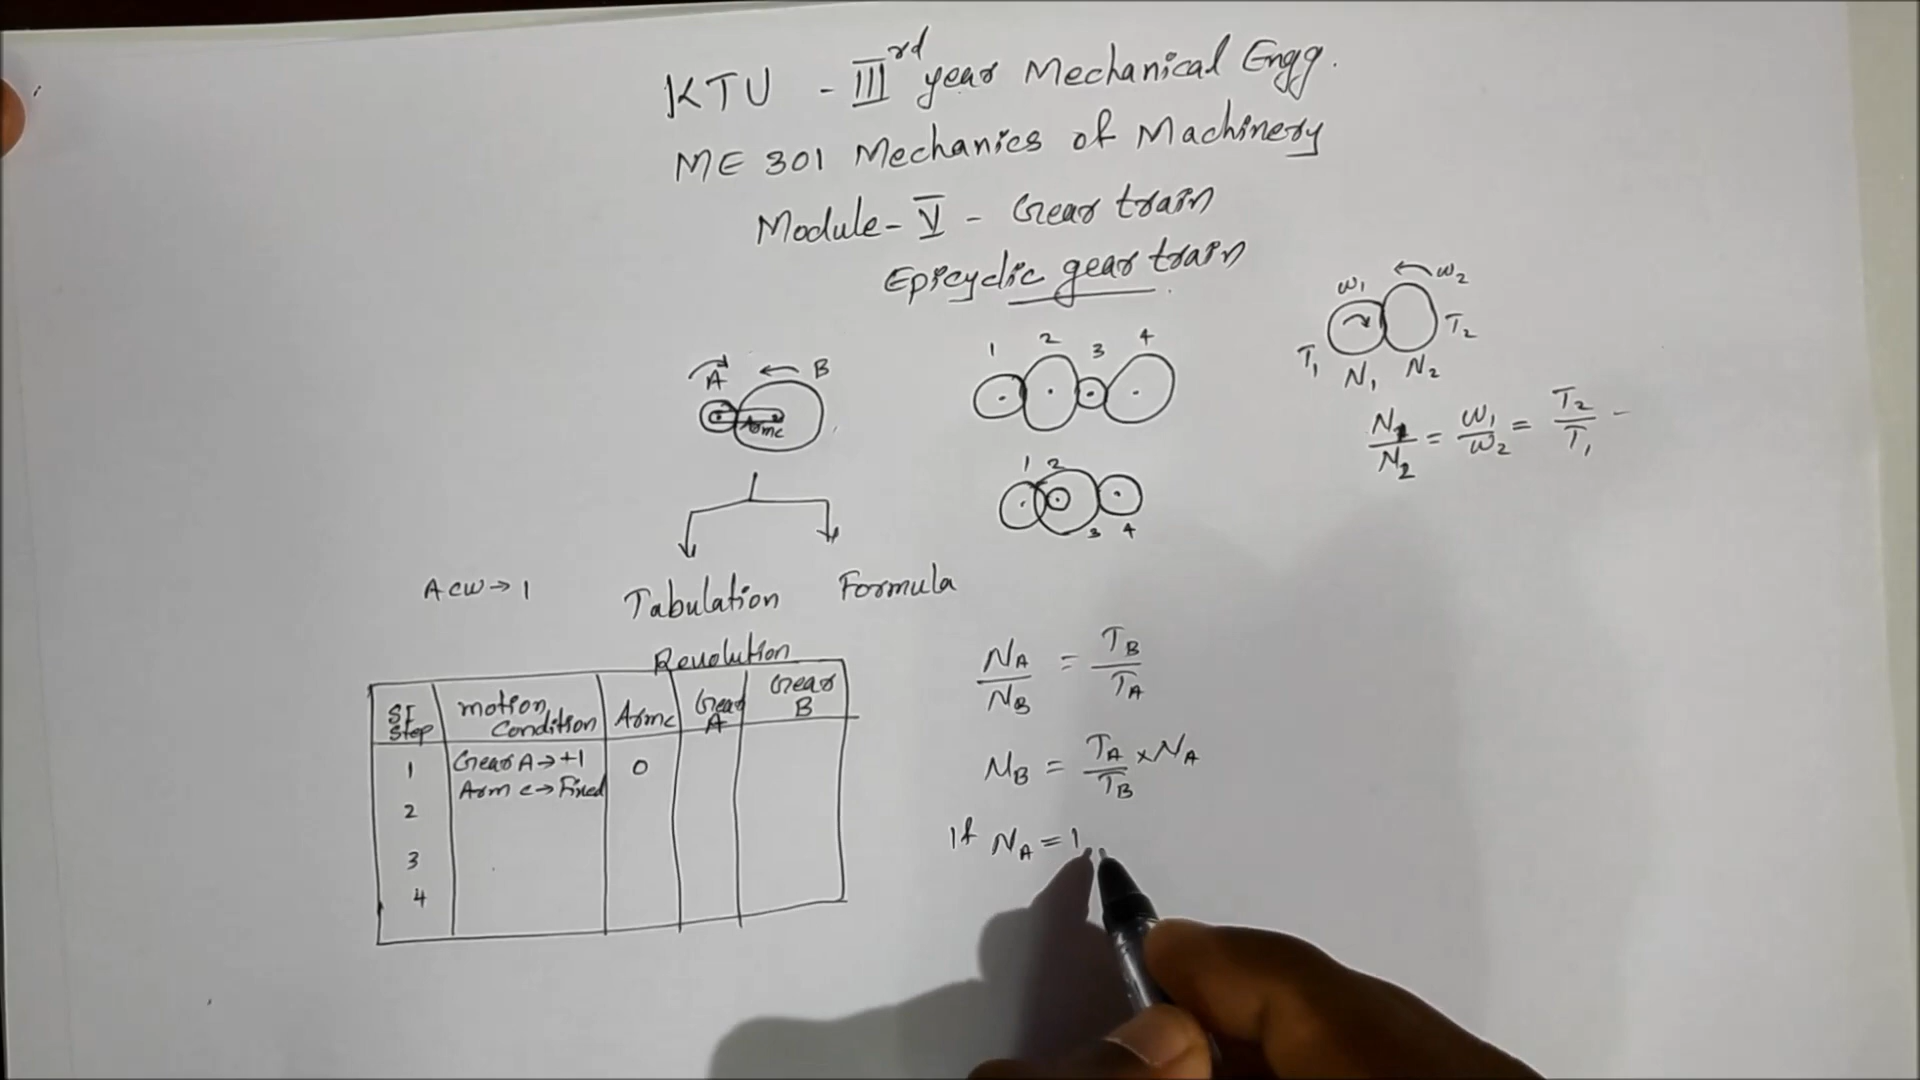 KTU - IIIrd year Mechanical Engg.
ME 301 Mechanics of Machinery
Module - V - Gear train
Epicyclic gear train
A B
Arm C
1 2 3 4
1 2 3 4
ω1 ω2
T1 T2
N1 N2
N1/N2 = ω1/ω2 = T2/T1 -
ACW → 1
Tabulation Formula
Revolution
Step Motion Condition Arm C Gear A Gear B
1 Gear A → +1 0
Arm C → Fixed
2
3
4
NA/NB = TB/TA
NB = TA/TB × NA
If NA = 1